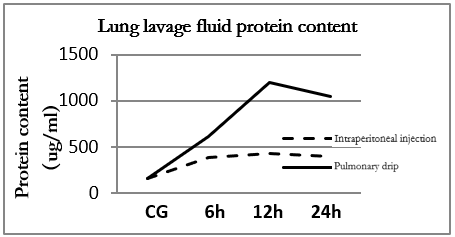 Lung lavage fluid protein content
Protein content
(ug/ml)
1500
1000
500
0
CG 6h 12h 24h
Intraperitoneal injection
Pulmonary drip